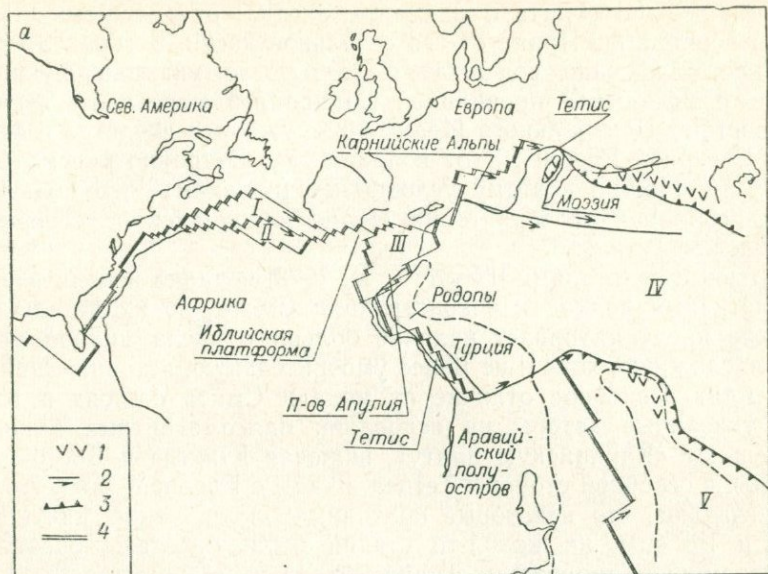 а
Сев. Америка
Европа
Тетис
Карнийские Альпы
Моэзия
I
II
III
IV
Африка
Родопы
Иблийская
платформа
Турция
П-ов Апулия
Тетис
Аравий-
ский
полу-
остров
V
1
2
3
4